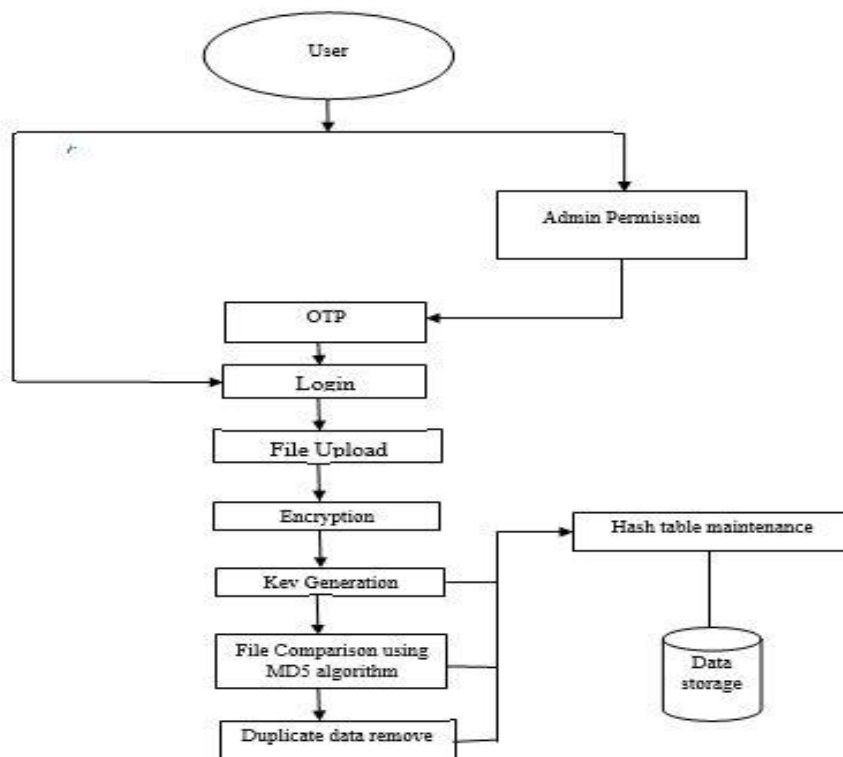 User
Admin Permission
OTP
Login
File Upload
Encryption
Hash table maintenance
Key Generation
File Comparison using
MD5 algorithm
Data
storage
Duplicate data remove